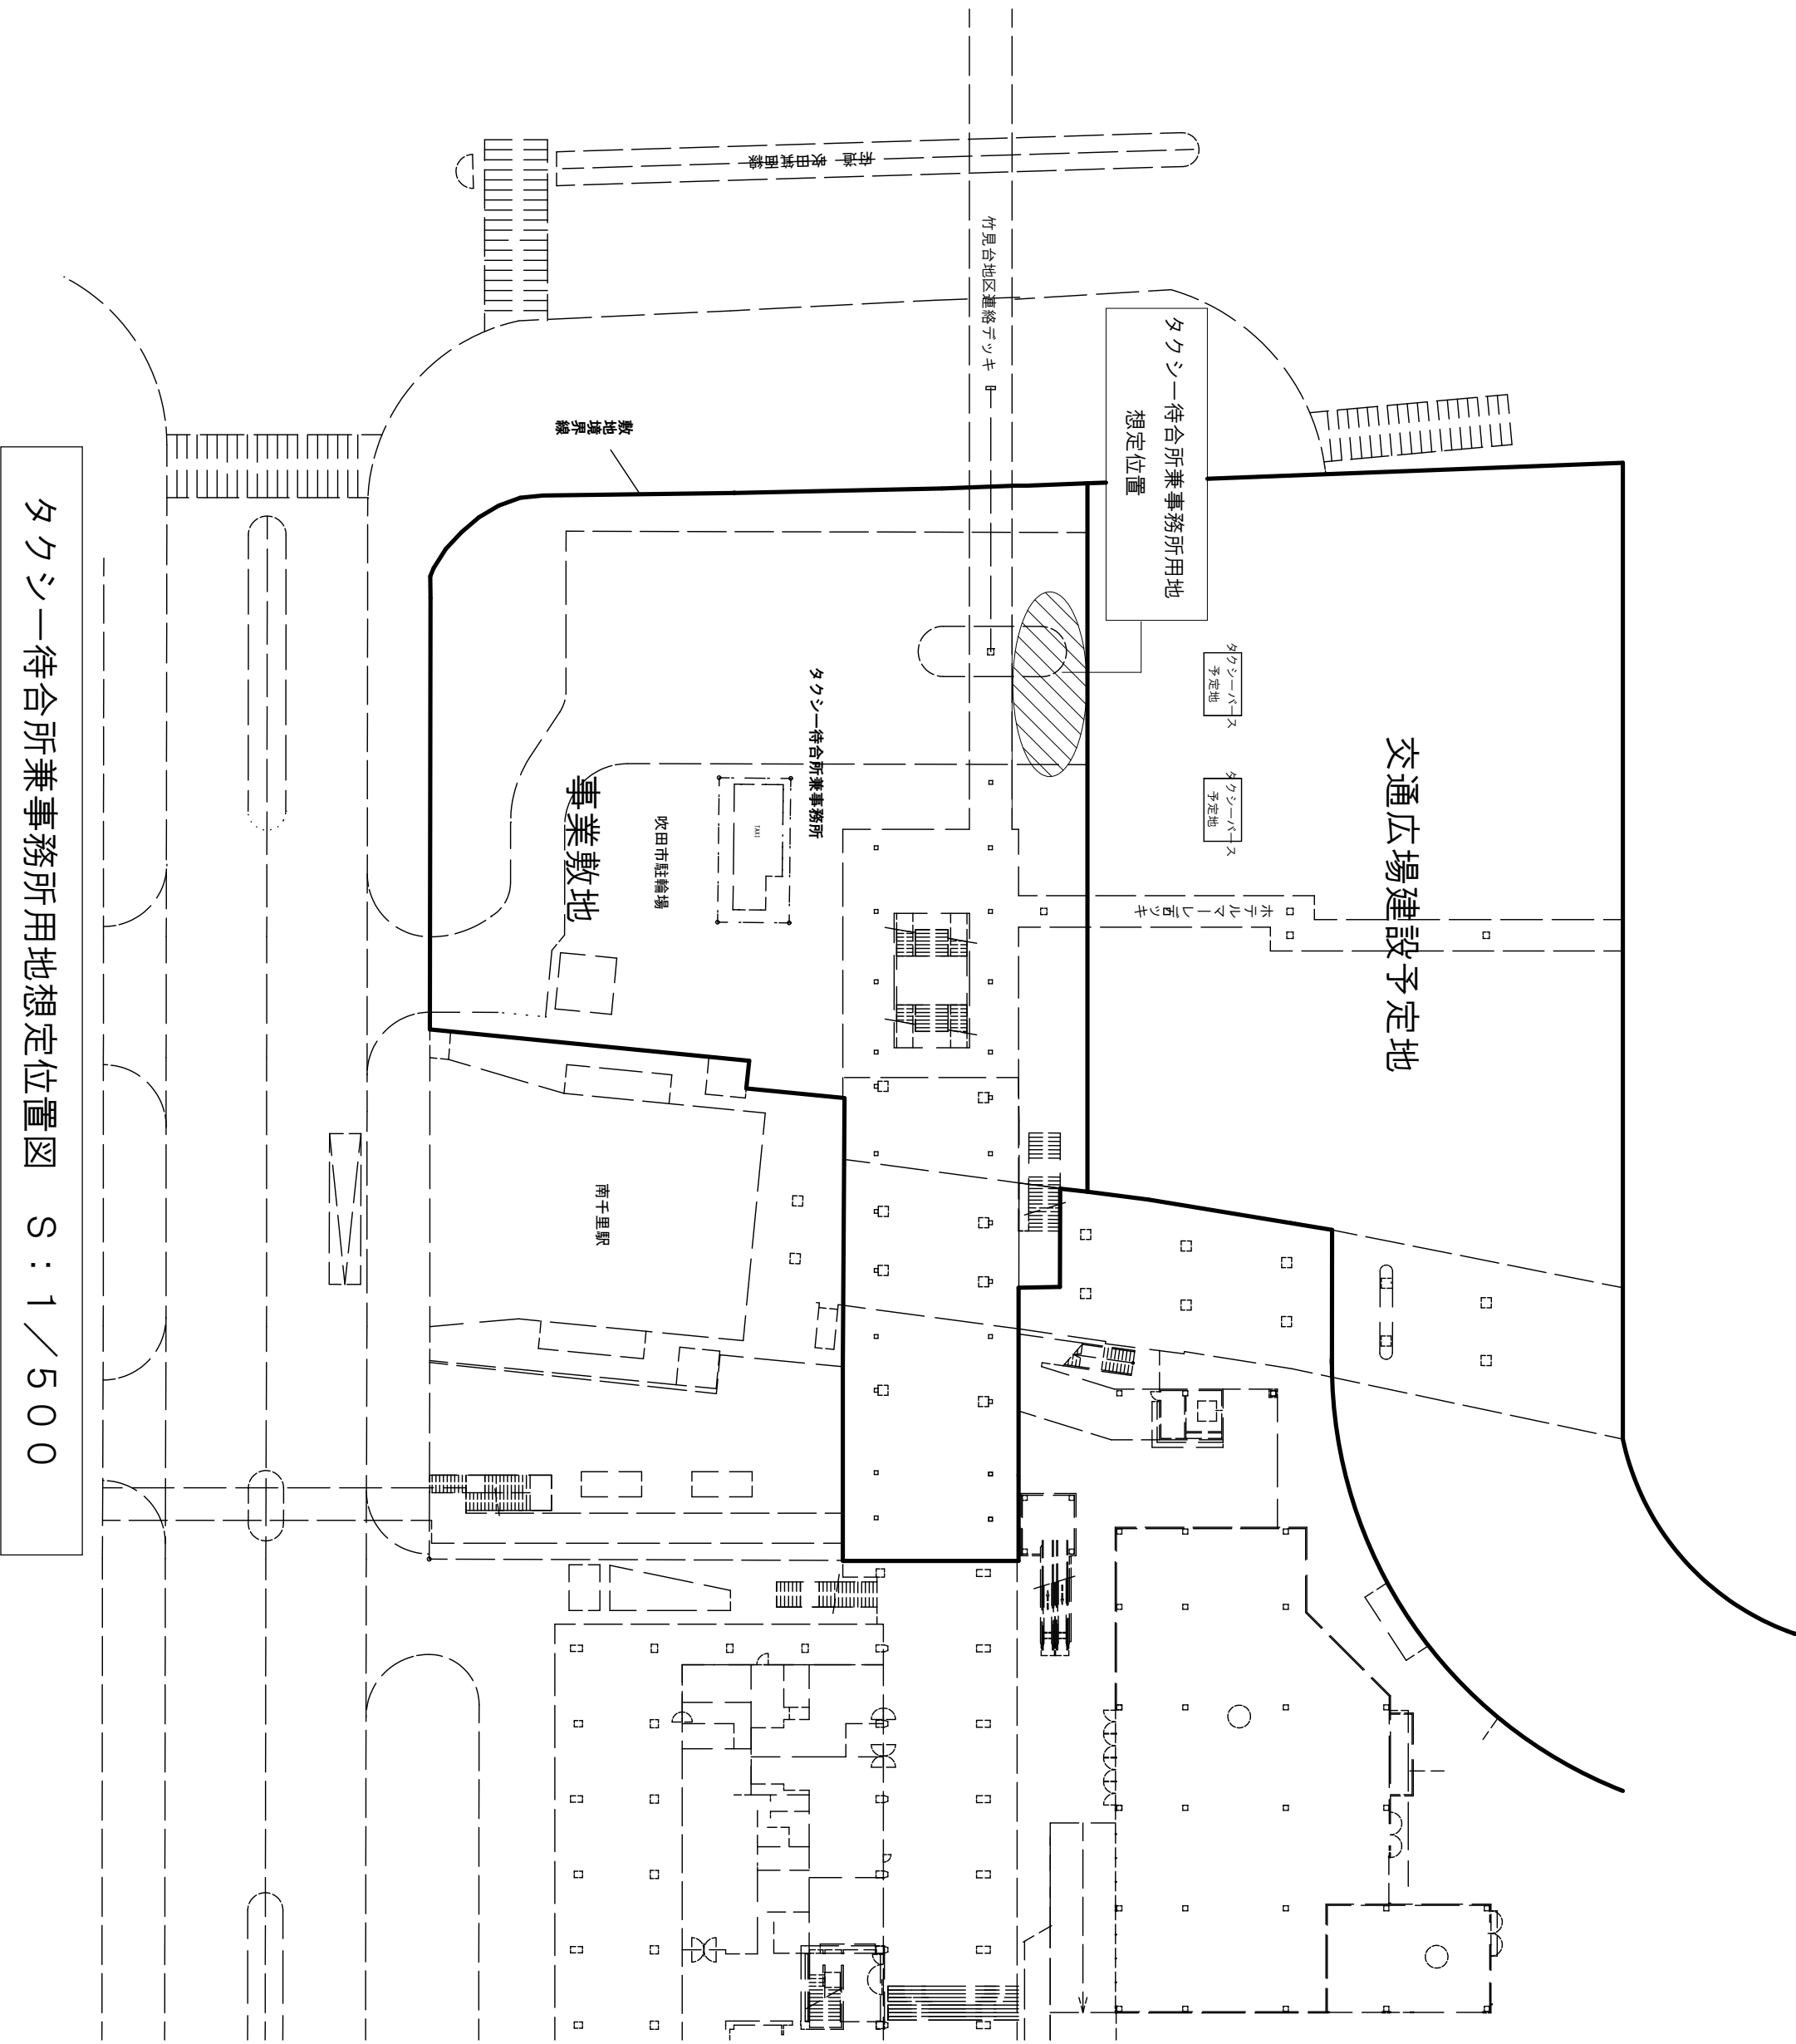 タクシー待合所兼事務所用地想定位置図　Ｓ：１／５００
府道 吹田箕面線
竹見台地区連絡デッキ
敷地境界線
タクシー待合所兼事務所用地
想定位置
タクシーバース
予定地
タクシーバース
予定地
交通広場建設予定地
ホテルマーレデッキ
タクシー待合所兼事務所
TAXI
吹田市駐輪場
事業敷地
南千里駅